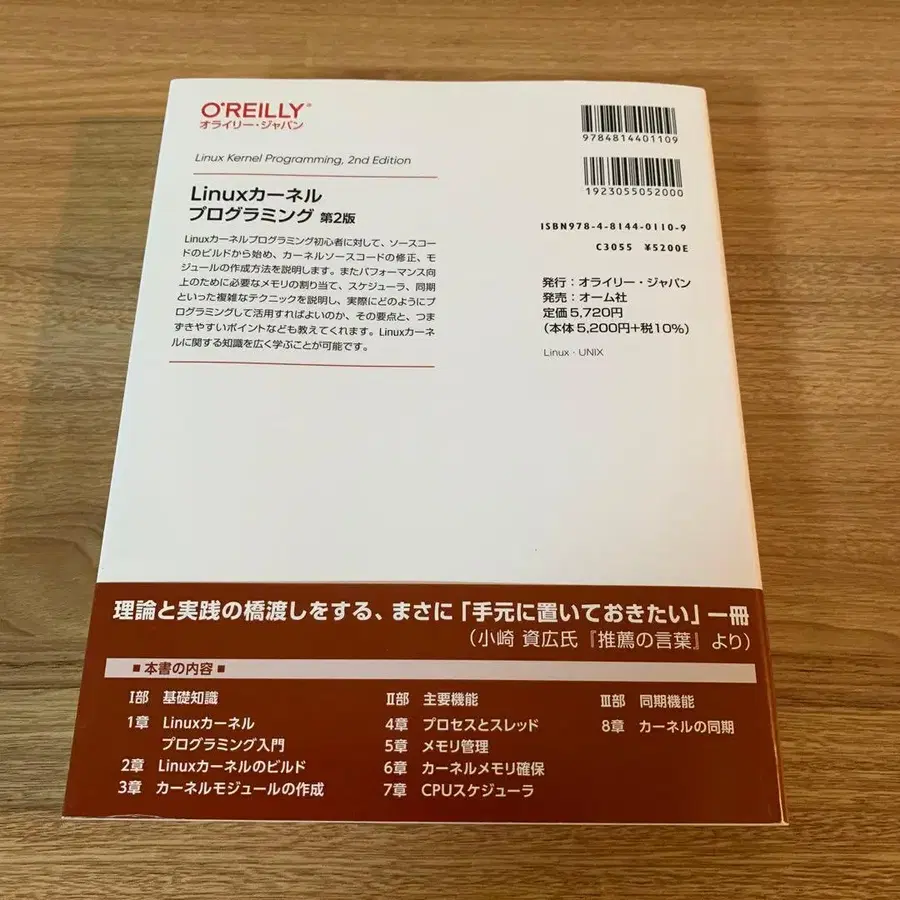 O'REILLY®
オライリー・ジャパン
Linux Kernel Programming, 2nd Edition
Linuxカーネル
プログラミング 第2版
Linuxカーネルプログラミング初心者に対して、ソースコー
ドのビルドから始め、カーネルソースコードの修正、モ
ジュールの作成方法を説明します。またパフォーマンス向
上のために必要なメモリの割り当て、スケジューラ、同期
といった複雑なテクニックを説明し、実際にどのようにプ
ログラミングして活用すればよいのか、その要点と、つま
ずきやすいポイントなども教えてくれます。Linuxカーネ
ルに関する知識を広く学ぶことが可能です。
9784814401109
1923055052000
ISBN978-4-8144-0110-9
C3055 ¥5200E
発行：オライリー・ジャパン
発売：オーム社
定価5,720円
（本体5,200円+税10%）
Linux・UNIX
理論と実践の橋渡しをする、まさに「手元に置いておきたい」一冊
（小崎 資広氏『推薦の言葉』より）
■ 本書の内容 ■
Ⅰ部 基礎知識
1章 Linuxカーネル
プログラミング入門
2章 Linuxカーネルのビルド
3章 カーネルモジュールの作成
Ⅱ部 主要機能
4章 プロセスとスレッド
5章 メモリ管理
6章 カーネルメモリ確保
7章 CPUスケジューラ
Ⅲ部 同期機能
8章 カーネルの同期